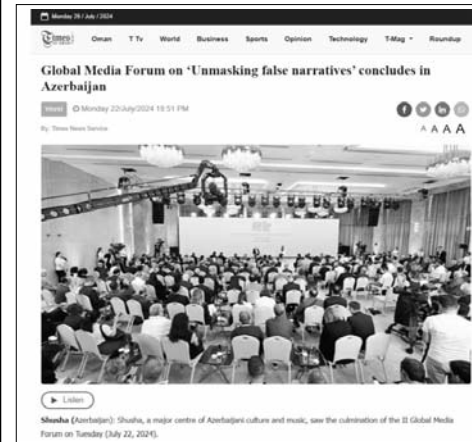 Monday 29 / July / 2024
Times
Oman T Tv World Business Sports Opinion Technology T-Mag Roundup
Global Media Forum on ‘Unmasking false narratives’ concludes in
Azerbaijan
World Monday 22/July/2024 19:51 PM
By: Times News Service
A A A A
Listen
Shusha (Azerbaijan): Shusha, a major centre of Azerbaijani culture and music, saw the culmination of the II Global Media
Forum on Tuesday (July 22, 2024).